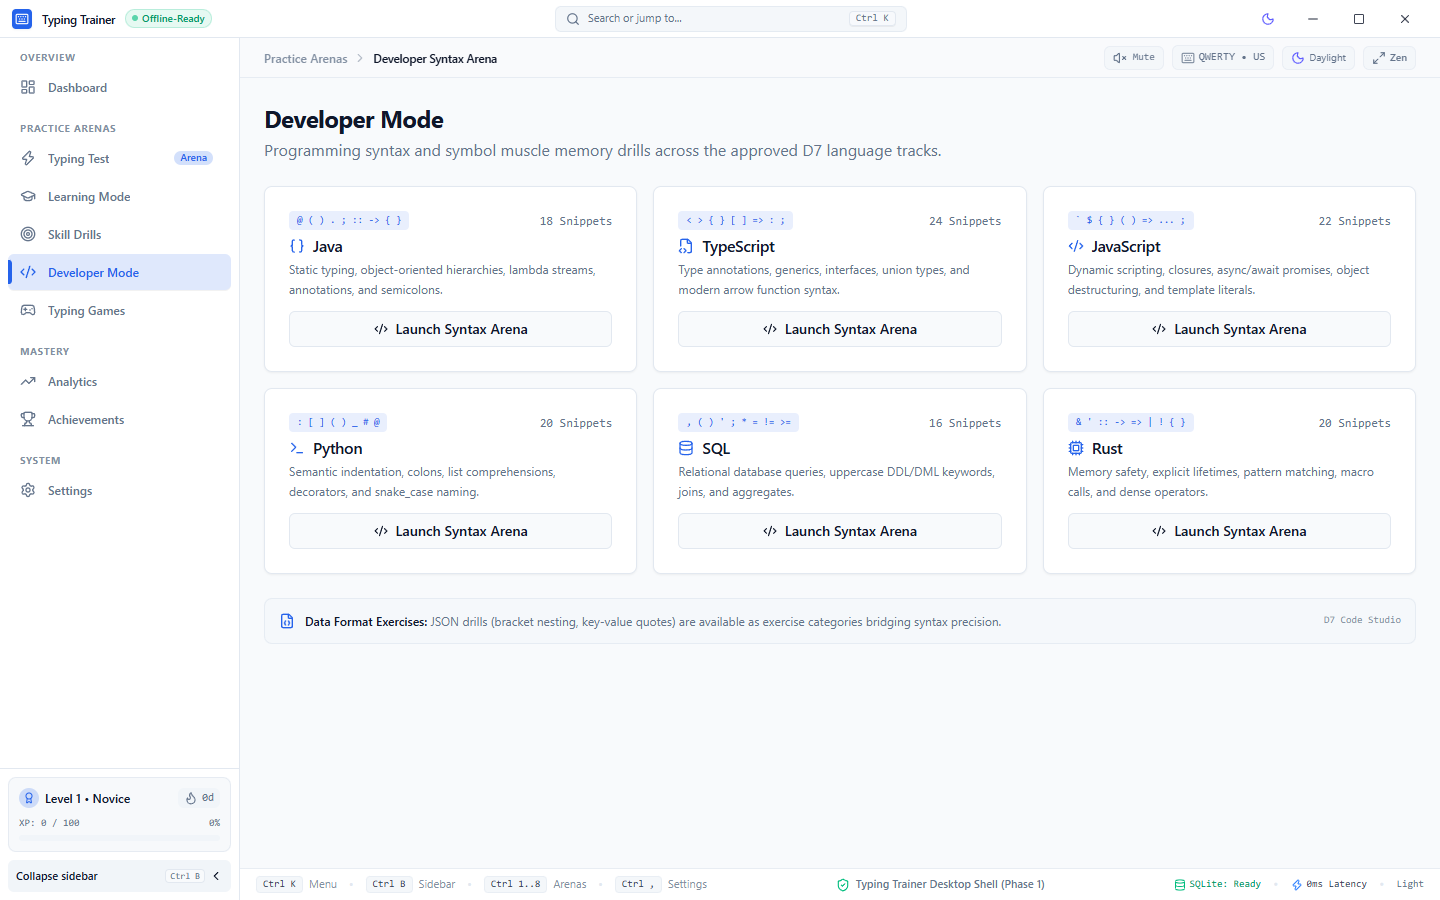 Typing Trainer
Offline-Ready
Search or jump to...
Ctrl K
OVERVIEW
Dashboard
PRACTICE ARENAS
Typing Test
Arena
Learning Mode
Skill Drills
Developer Mode
Typing Games
MASTERY
Analytics
Achievements
SYSTEM
Settings
Level 1 • Novice
0d
XP: 0 / 100
0%
Collapse sidebar
Ctrl B
Practice Arenas
Developer Syntax Arena
Mute
QWERTY • US
Daylight
Zen
Developer Mode
Programming syntax and symbol muscle memory drills across the approved D7 language tracks.
@ ( ) . ; :: -> { }
18 Snippets
Java
Static typing, object-oriented hierarchies, lambda streams,
annotations, and semicolons.
Launch Syntax Arena
< > { } [ ] => : ;
24 Snippets
TypeScript
Type annotations, generics, interfaces, union types, and
modern arrow function syntax.
Launch Syntax Arena
` $ { } ( ) => ... ;
22 Snippets
JavaScript
Dynamic scripting, closures, async/await promises, object
destructuring, and template literals.
Launch Syntax Arena
: [ ] ( ) _ # @
20 Snippets
Python
Semantic indentation, colons, list comprehensions,
decorators, and snake_case naming.
Launch Syntax Arena
, ( ) ' ; * = != >=
16 Snippets
SQL
Relational database queries, uppercase DDL/DML keywords,
joins, and aggregates.
Launch Syntax Arena
& ' :: -> => | ! { }
20 Snippets
Rust
Memory safety, explicit lifetimes, pattern matching, macro
calls, and dense operators.
Launch Syntax Arena
Data Format Exercises: JSON drills (bracket nesting, key-value quotes) are available as exercise categories bridging syntax precision.
D7 Code Studio
Ctrl K Menu • Ctrl B Sidebar • Ctrl 1..8 Arenas • Ctrl , Settings
Typing Trainer Desktop Shell (Phase 1)
SQLite: Ready • 0ms Latency • Light